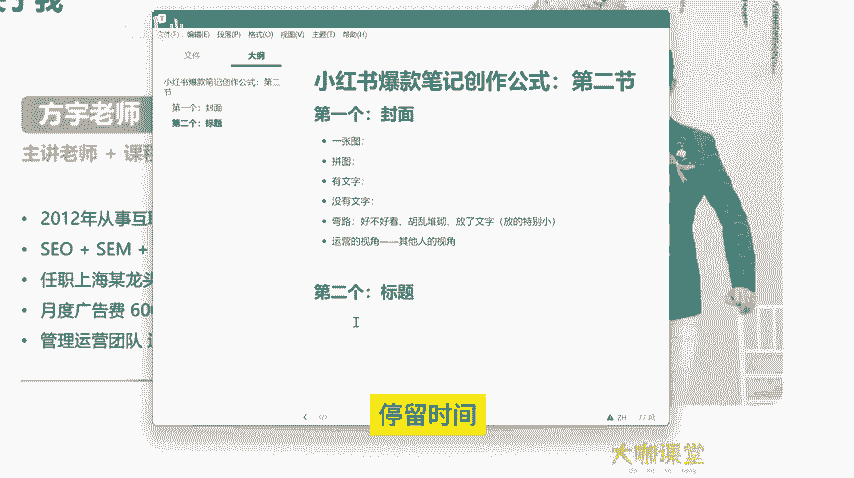 方宇老师
主讲老师 + 课程
2012年从事互联
SEO + SEM +
任职上海某龙头
月度广告费 600
管理运营团队
文件(F) 编辑(E) 段落(P) 格式(O) 视图(V) 主题(T) 帮助(H)
文件 大纲
小红书爆款笔记创作公式：第二节
第一个：封面
第二个：标题
小红书爆款笔记创作公式：第二节
第一个：封面
一张图：
拼图：
有文字：
没有文字：
弯路：好不好看、胡乱堆砌、放了文字（放的特别小）
运营的视角——其他人的视角
第二个：标题
停留时间
大咖课堂